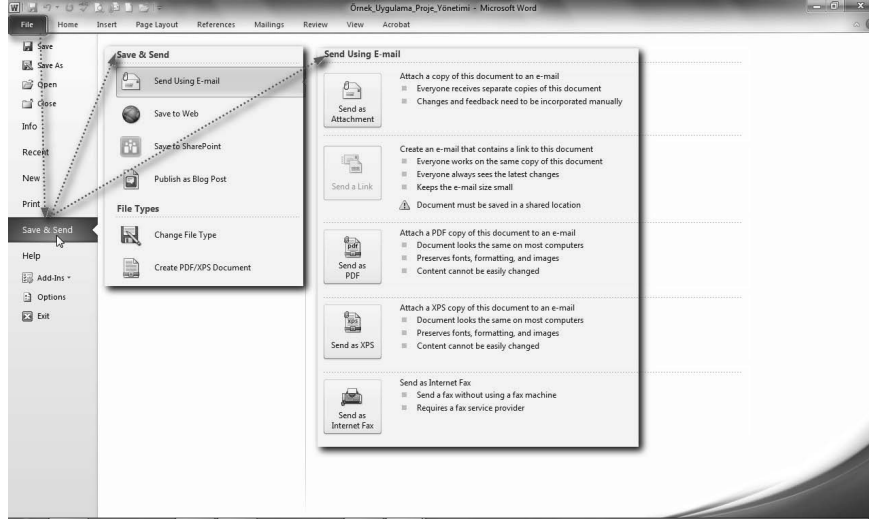 Örnek_Uygulama_Proje_Yönetimi - Microsoft Word
File Home Insert Page Layout References Mailings Review View Acrobat
Save
Save As
Open
Close
Info
Recent
New
Print
Save & Send
Help
Add-Ins
Options
Exit
Save & Send
Send Using E-mail
Save to Web
Save to SharePoint
Publish as Blog Post
File Types
Change File Type
Create PDF/XPS Document
Send Using E-mail
Send as
Attachment
Attach a copy of this document to an e-mail
Everyone receives separate copies of this document
Changes and feedback need to be incorporated manually
Send a Link
Create an e-mail that contains a link to this document
Everyone works on the same copy of this document
Everyone always sees the latest changes
Keeps the e-mail size small
Document must be saved in a shared location
Send as
PDF
Attach a PDF copy of this document to an e-mail
Document looks the same on most computers
Preserves fonts, formatting, and images
Content cannot be easily changed
Send as XPS
Attach a XPS copy of this document to an e-mail
Document looks the same on most computers
Preserves fonts, formatting, and images
Content cannot be easily changed
Send as
Internet Fax
Send as Internet Fax
Send a fax without using a fax machine
Requires a fax service provider